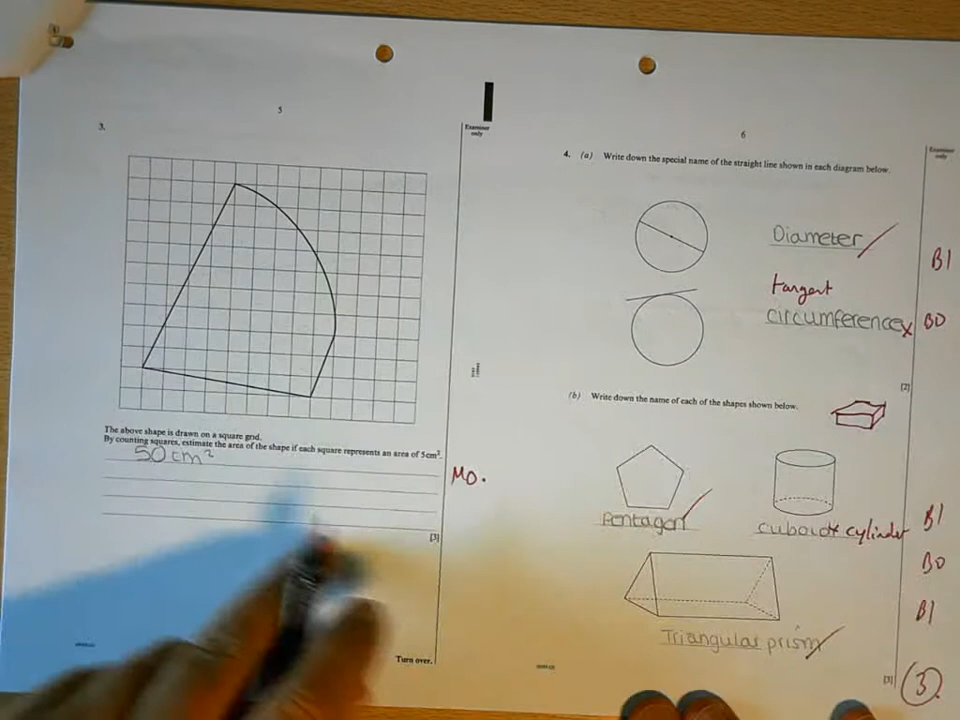 5
3.
Examiner
only
The above shape is drawn on a square grid.
By counting squares, estimate the area of the shape if each square represents an area of 5cm².
50cm²
M0.
[3]
Turn over.
6
Examiner
only
4. (a) Write down the special name of the straight line shown in each diagram below.
Diameter
B1
tangent
circumference x
B0
[2]
(b) Write down the name of each of the shapes shown below.
Pentagon
cuboid x cylinder
B1
B0
B1
Triangular prism
[3]
3.